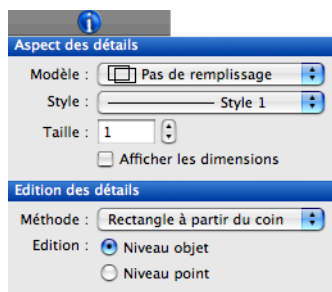 Aspect des détails
Modèle : Pas de remplissage
Style : Style 1
Taille : 1
Afficher les dimensions
Edition des détails
Méthode : Rectangle à partir du coin
Edition : Niveau objet
Niveau point